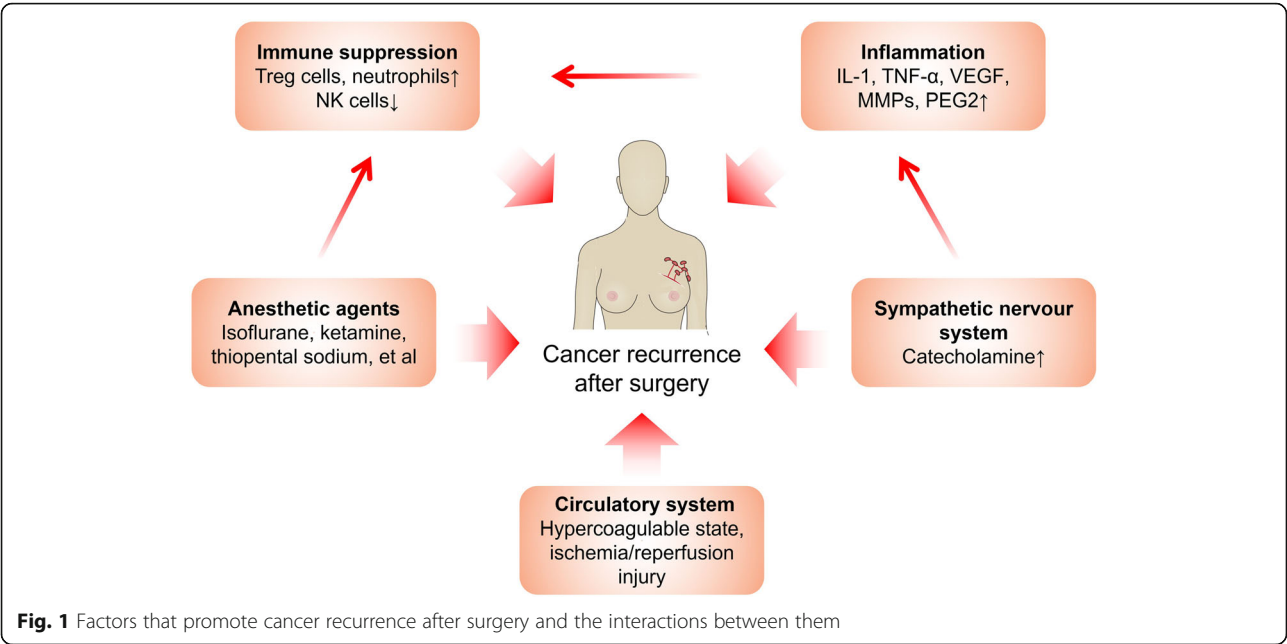 Immune suppression
Treg cells, neutrophils↑
NK cells↓
Inflammation
IL-1, TNF-α, VEGF,
MMPs, PEG2↑
Anesthetic agents
Isoflurane, ketamine,
thiopental sodium, et al
Sympathetic nervour
system
Catecholamine↑
Cancer recurrence
after surgery
Circulatory system
Hypercoagulable state,
ischemia/reperfusion
injury
Fig. 1 Factors that promote cancer recurrence after surgery and the interactions between them